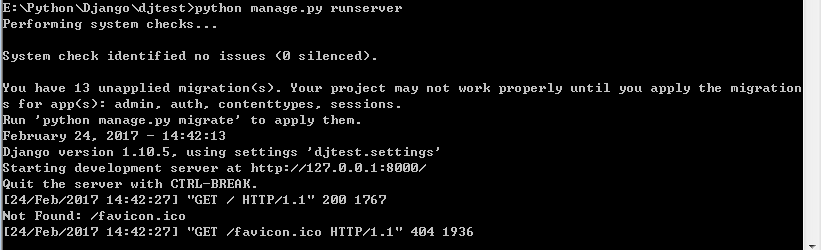 E:\Python\Django\djtest>python manage.py runserver
Performing system checks...
System check identified no issues (0 silenced).
You have 13 unapplied migration(s). Your project may not work properly until you apply the migration
s for app(s): admin, auth, contenttypes, sessions.
Run 'python manage.py migrate' to apply them.
February 24, 2017 - 14:42:13
Django version 1.10.5, using settings 'djtest.settings'
Starting development server at http://127.0.0.1:8000/
Quit the server with CTRL-BREAK.
[24/Feb/2017 14:42:27] "GET / HTTP/1.1" 200 1767
Not Found: /favicon.ico
[24/Feb/2017 14:42:27] "GET /favicon.ico HTTP/1.1" 404 1936